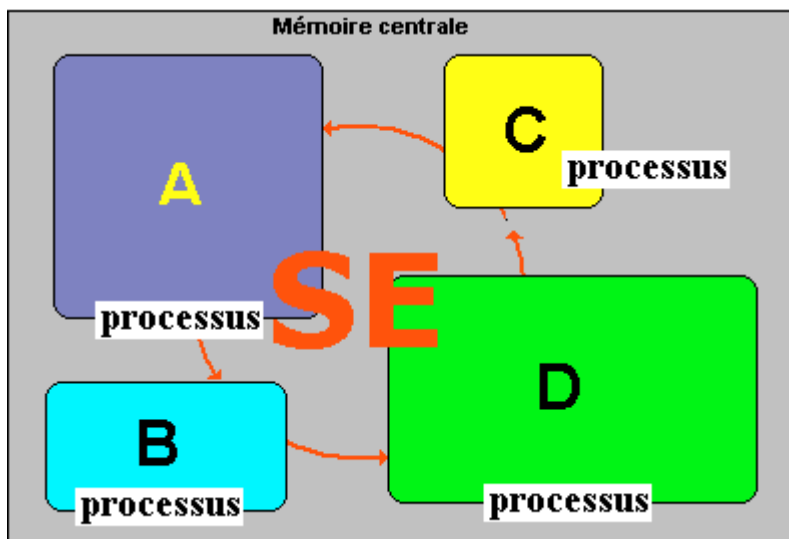 Mémoire centrale
A
C
processus
SE
processus
D
B
processus
processus